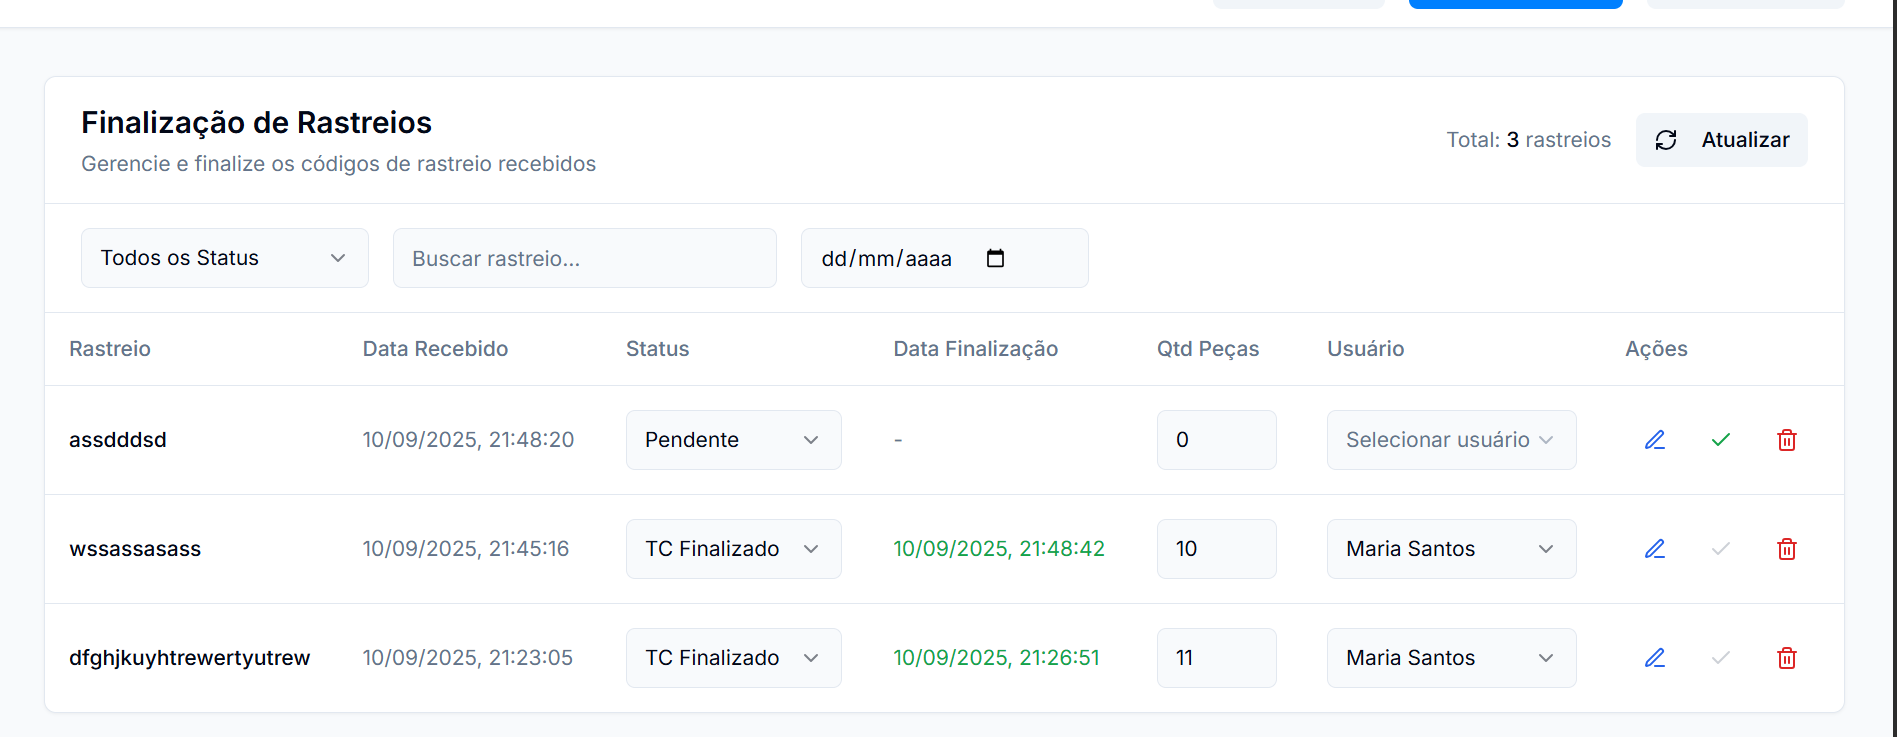 Finalização de Rastreios
Gerencie e finalize os códigos de rastreio recebidos
Total: 3 rastreios
Atualizar
Todos os Status
Buscar rastreio...
dd/mm/aaaa
Rastreio Data Recebido Status Data Finalização Qtd Peças Usuário Ações
assdddsd 10/09/2025, 21:48:20 Pendente - 0 Selecionar usuário
wssassasass 10/09/2025, 21:45:16 TC Finalizado 10/09/2025, 21:48:42 10 Maria Santos
dfghjkuyhtrewertyutrew 10/09/2025, 21:23:05 TC Finalizado 10/09/2025, 21:26:51 11 Maria Santos